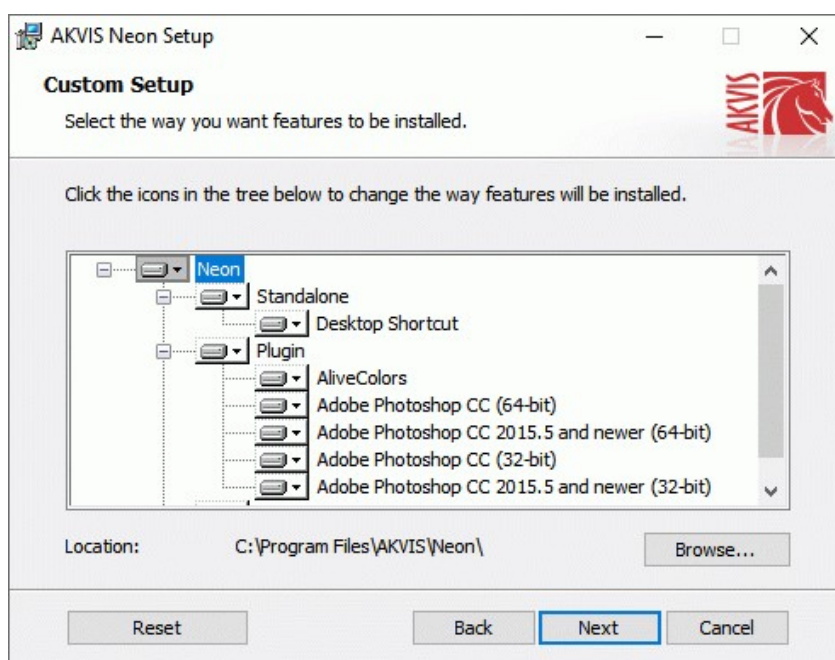 AKVIS Neon Setup
Custom Setup
Select the way you want features to be installed.
AKVIS
Click the icons in the tree below to change the way features will be installed.
Neon
Standalone
Desktop Shortcut
Plugin
AliveColors
Adobe Photoshop CC (64-bit)
Adobe Photoshop CC 2015.5 and newer (64-bit)
Adobe Photoshop CC (32-bit)
Adobe Photoshop CC 2015.5 and newer (32-bit)
Location: C:\Program Files\AKVIS\Neon\ Browse...
Reset Back Next Cancel